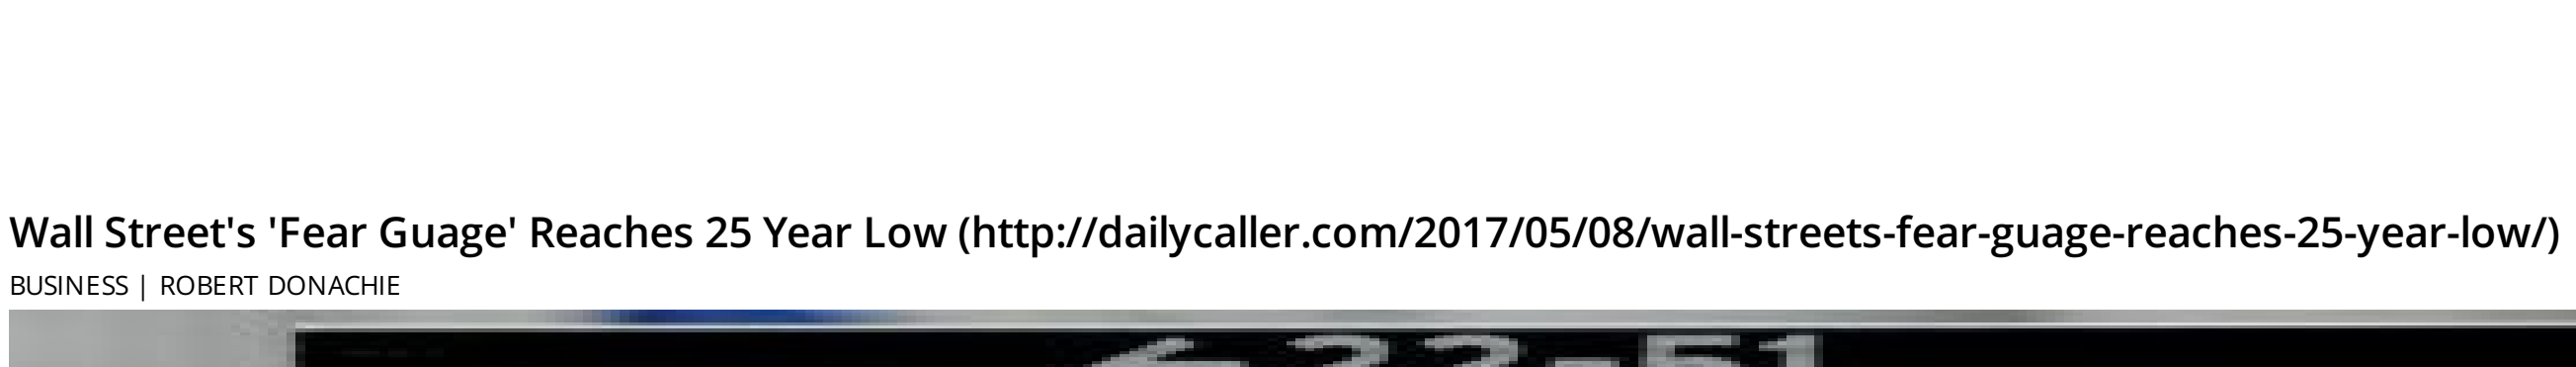 Wall Street's 'Fear Guage' Reaches 25 Year Low (http://dailycaller.com/2017/05/08/wall-streets-fear-guage-reaches-25-year-low/)
BUSINESS | ROBERT DONACHIE